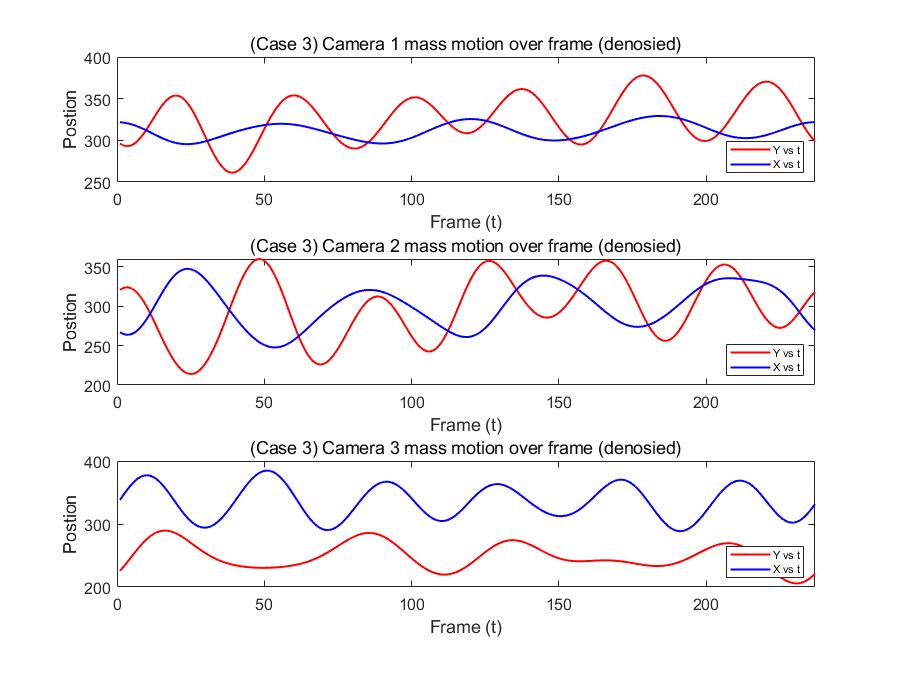 (Case 3) Camera 1 mass motion over frame (denosied)
400
350
300
250
Postion
0 50 100 150 200
Frame (t)
Y vs t
X vs t
(Case 3) Camera 2 mass motion over frame (denosied)
350
300
250
200
Postion
0 50 100 150 200
Frame (t)
Y vs t
X vs t
(Case 3) Camera 3 mass motion over frame (denosied)
400
300
200
Postion
0 50 100 150 200
Frame (t)
Y vs t
X vs t